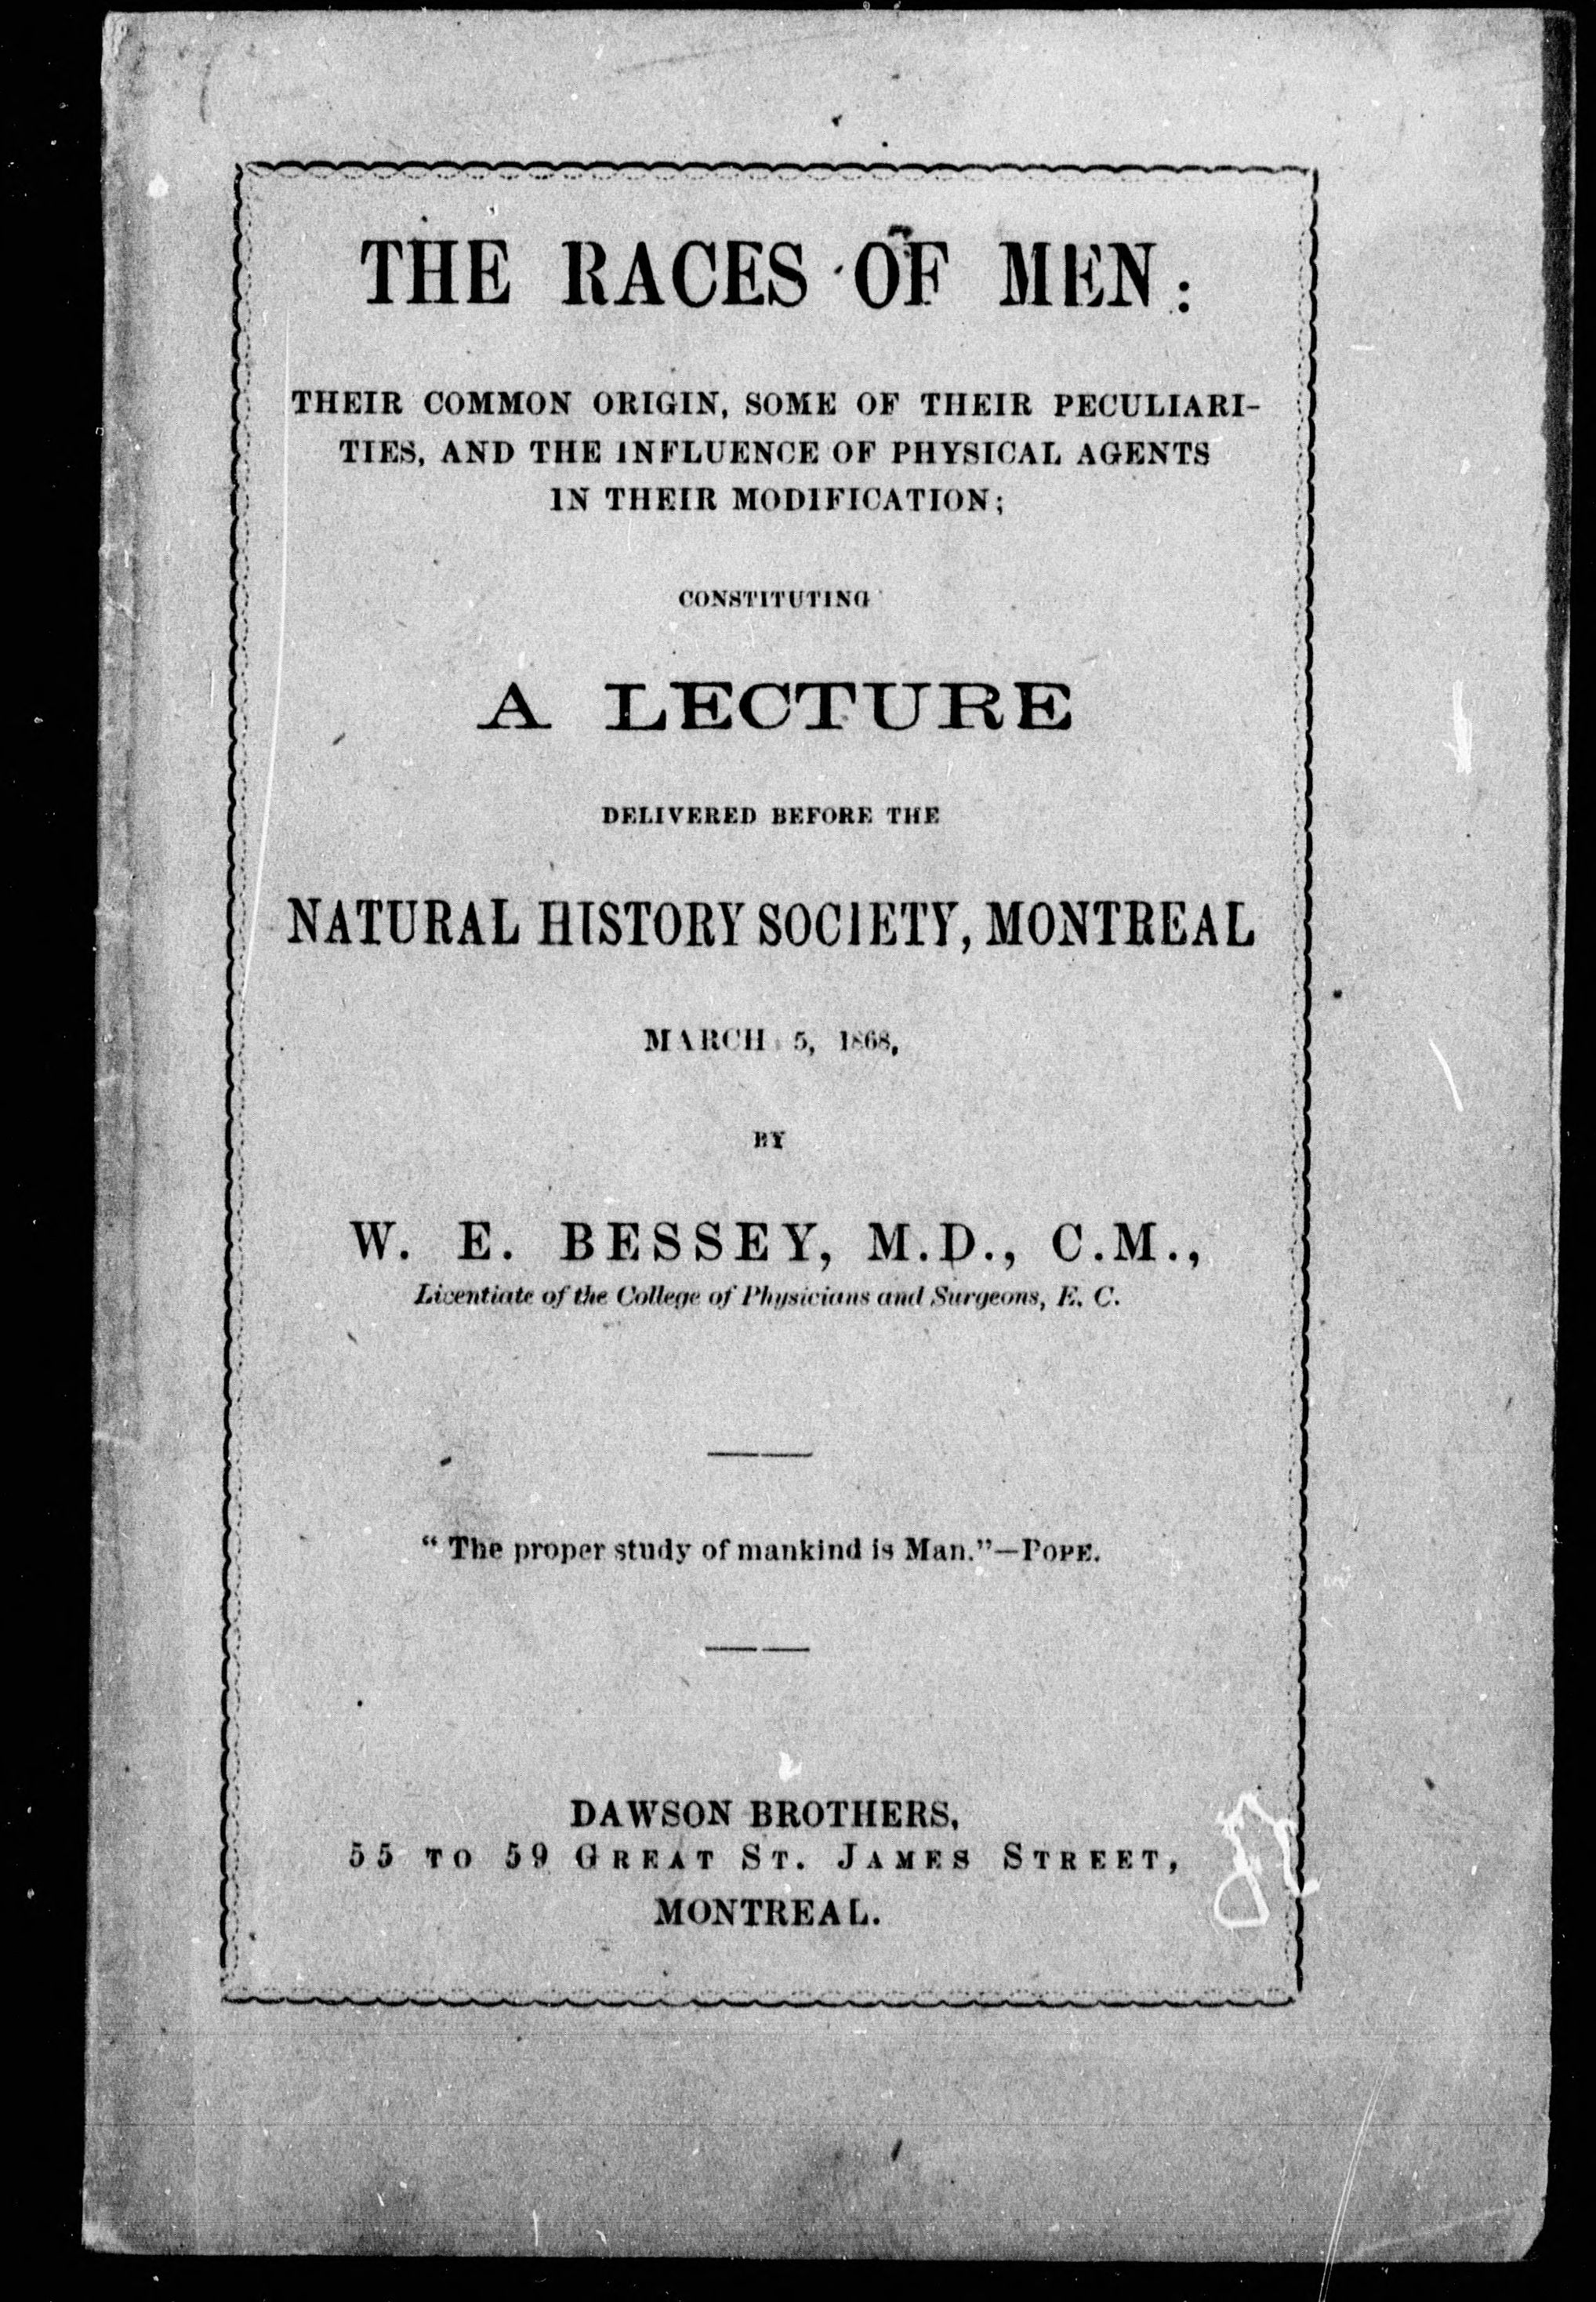 THE RACES OF MEN:
THEIR COMMON ORIGIN, SOME OF THEIR PECULIARI-
TIES, AND THE INFLUENCE OF PHYSICAL AGENTS
IN THEIR MODIFICATION;
CONSTITUTING
A LECTURE
DELIVERED BEFORE THE
NATURAL HISTORY SOCIETY, MONTREAL
MARCH 5, 1868,
BY
W. E. BESSEY, M.D., C.M.,
Licentiate of the College of Physicians and Surgeons, E. C.
“The proper study of mankind is Man.”—POPE.
DAWSON BROTHERS,
55 TO 59 GREAT ST. JAMES STREET,
MONTREAL.